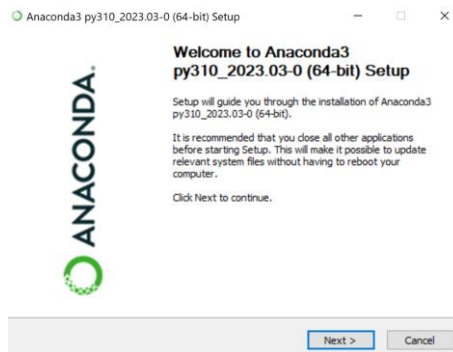 Anaconda3 py310_2023.03-0 (64-bit) Setup
Welcome to Anaconda3
py310_2023.03-0 (64-bit) Setup
Setup will guide you through the installation of Anaconda3
py310_2023.03-0 (64-bit).
It is recommended that you close all other applications
before starting Setup. This will make it possible to update
relevant system files without having to reboot your
computer.
Click Next to continue.
ANACONDA.
Next >
Cancel